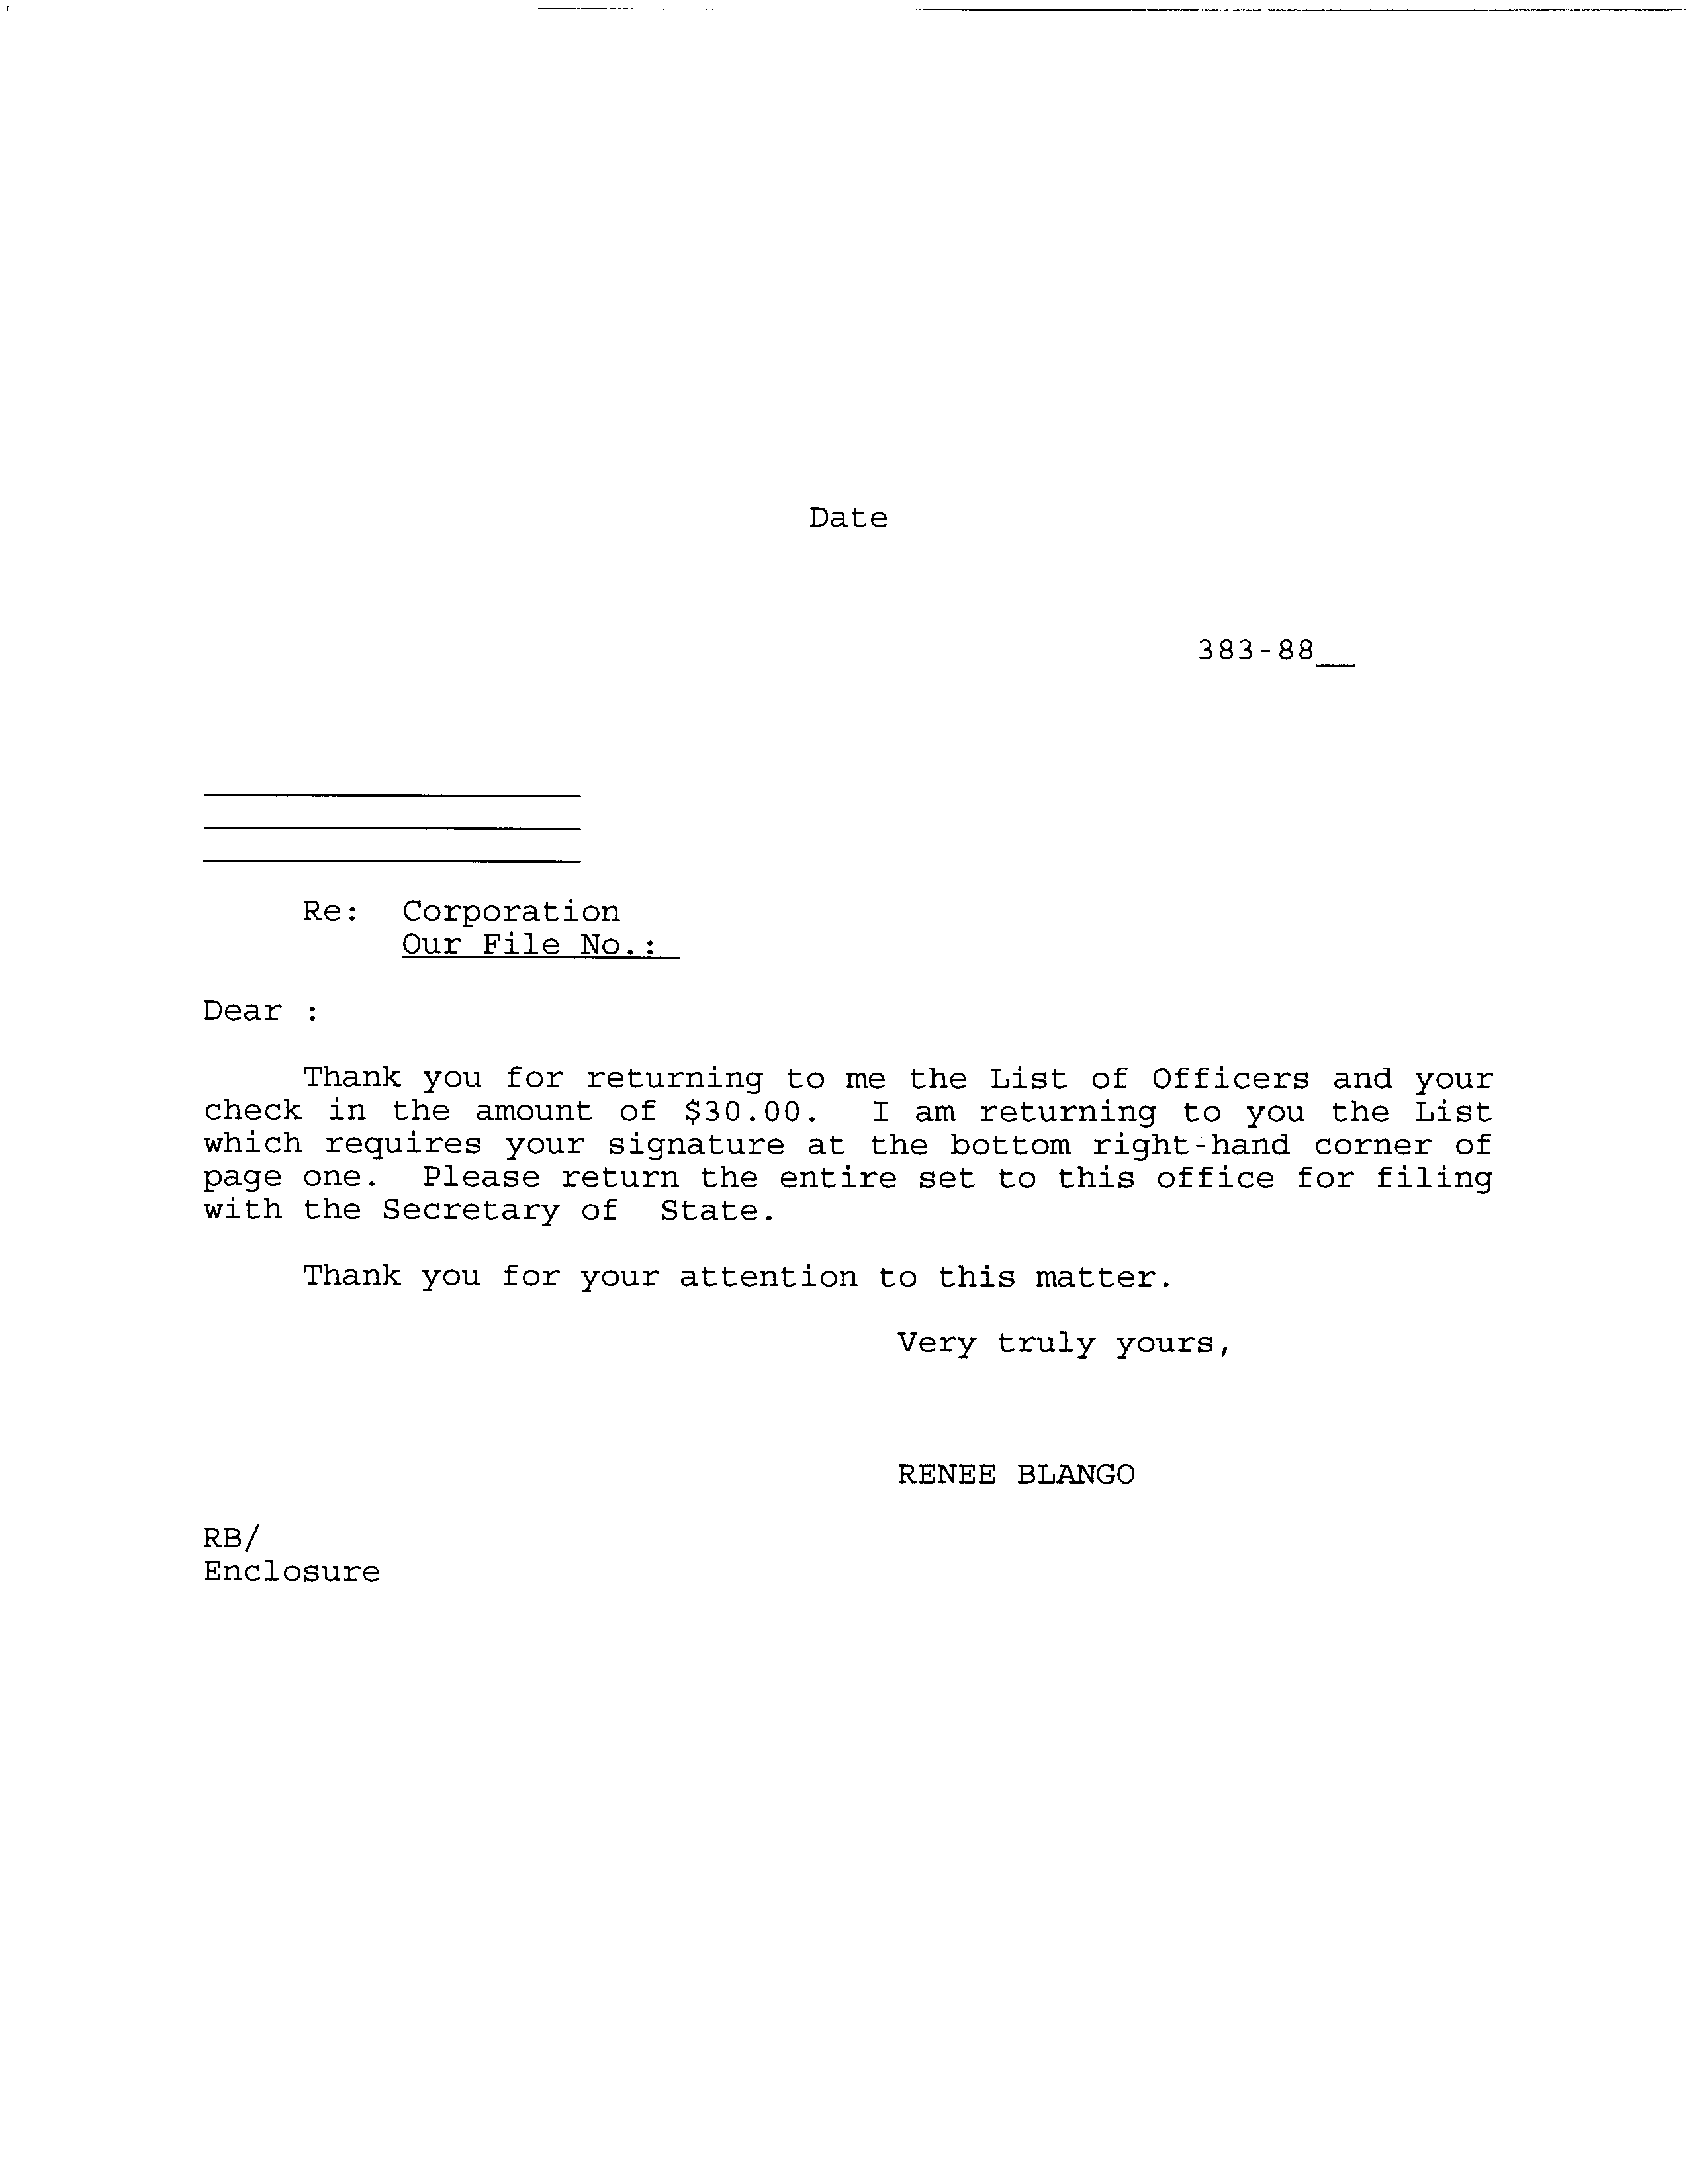 Date
383-88__
Re: Corporation
Our File No.:
Dear :
Thank you for returning to me the List of Officers and your
check in the amount of $30.00. I am returning to you the List
which requires your signature at the bottom right-hand corner of
page one. Please return the entire set to this office for filing
with the Secretary of State.
Thank you for your attention to this matter.
Very truly yours,
RENEE BLANGO
RB/
Enclosure